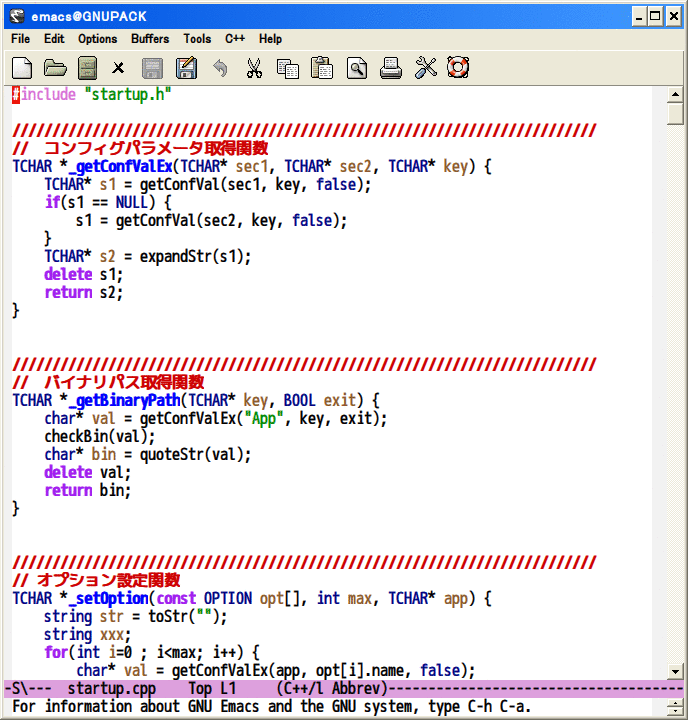 emacs@GNUPACK
File Edit Options Buffers Tools C++ Help
#include "startup.h"
/////////////////////////////////////////////////////////////////////////
//　コンフィグパラメータ取得関数
TCHAR *_getConfValEx(TCHAR* sec1, TCHAR* sec2, TCHAR* key) {
    TCHAR* s1 = getConfVal(sec1, key, false);
    if(s1 == NULL) {
        s1 = getConfVal(sec2, key, false);
    }
    TCHAR* s2 = expandStr(s1);
    delete s1;
    return s2;
}
/////////////////////////////////////////////////////////////////////////
//　バイナリパス取得関数
TCHAR *_getBinaryPath(TCHAR* key, BOOL exit) {
    char* val = getConfValEx("App", key, exit);
    checkBin(val);
    char* bin = quoteStr(val);
    delete val;
    return bin;
}
/////////////////////////////////////////////////////////////////////////
// オプション設定関数
TCHAR *_setOption(const OPTION opt[], int max, TCHAR* app) {
    string str = toStr("");
    string xxx;
    for(int i=0 ; i<max; i++) {
        char* val = getConfValEx(app, opt[i].name, false);
-S\---  startup.cpp    Top L1     (C++/l Abbrev)-------------------------------------
For information about GNU Emacs and the GNU system, type C-h C-a.